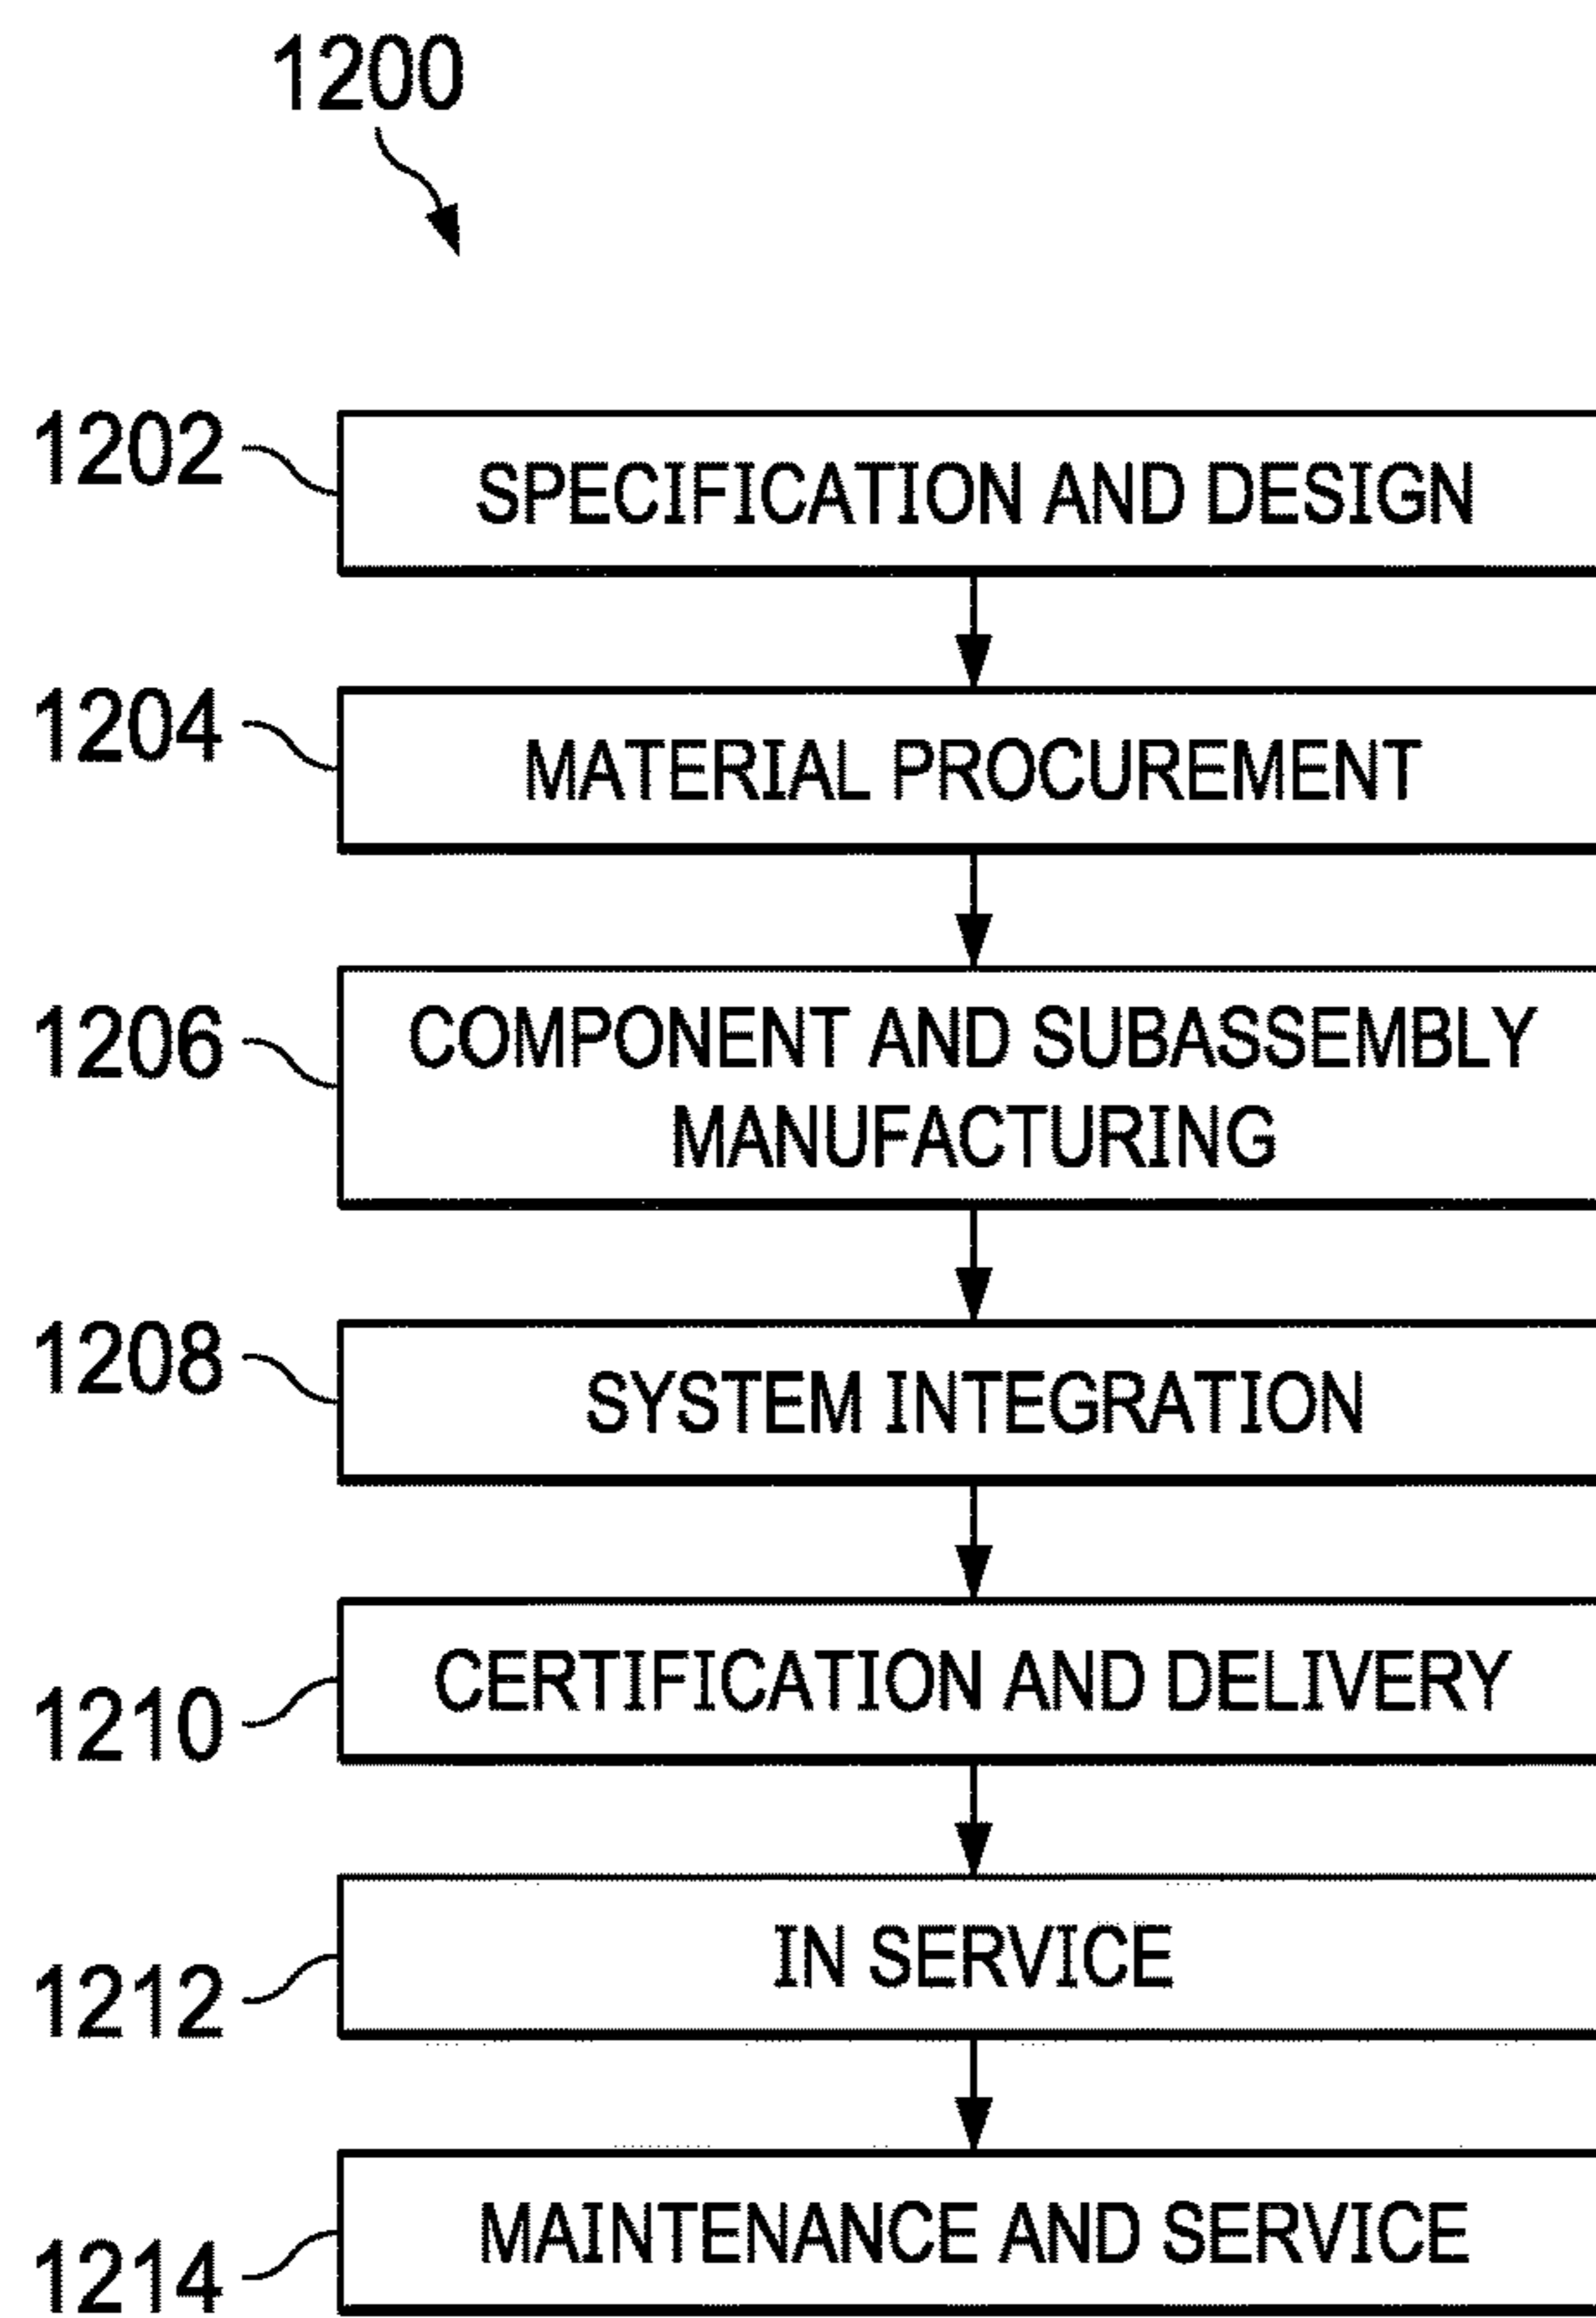 1200
1202
SPECIFICATION AND DESIGN
1204
MATERIAL PROCUREMENT
1206
COMPONENT AND SUBASSEMBLY
MANUFACTURING
1208
SYSTEM INTEGRATION
1210
CERTIFICATION AND DELIVERY
1212
IN SERVICE
1214
MAINTENANCE AND SERVICE